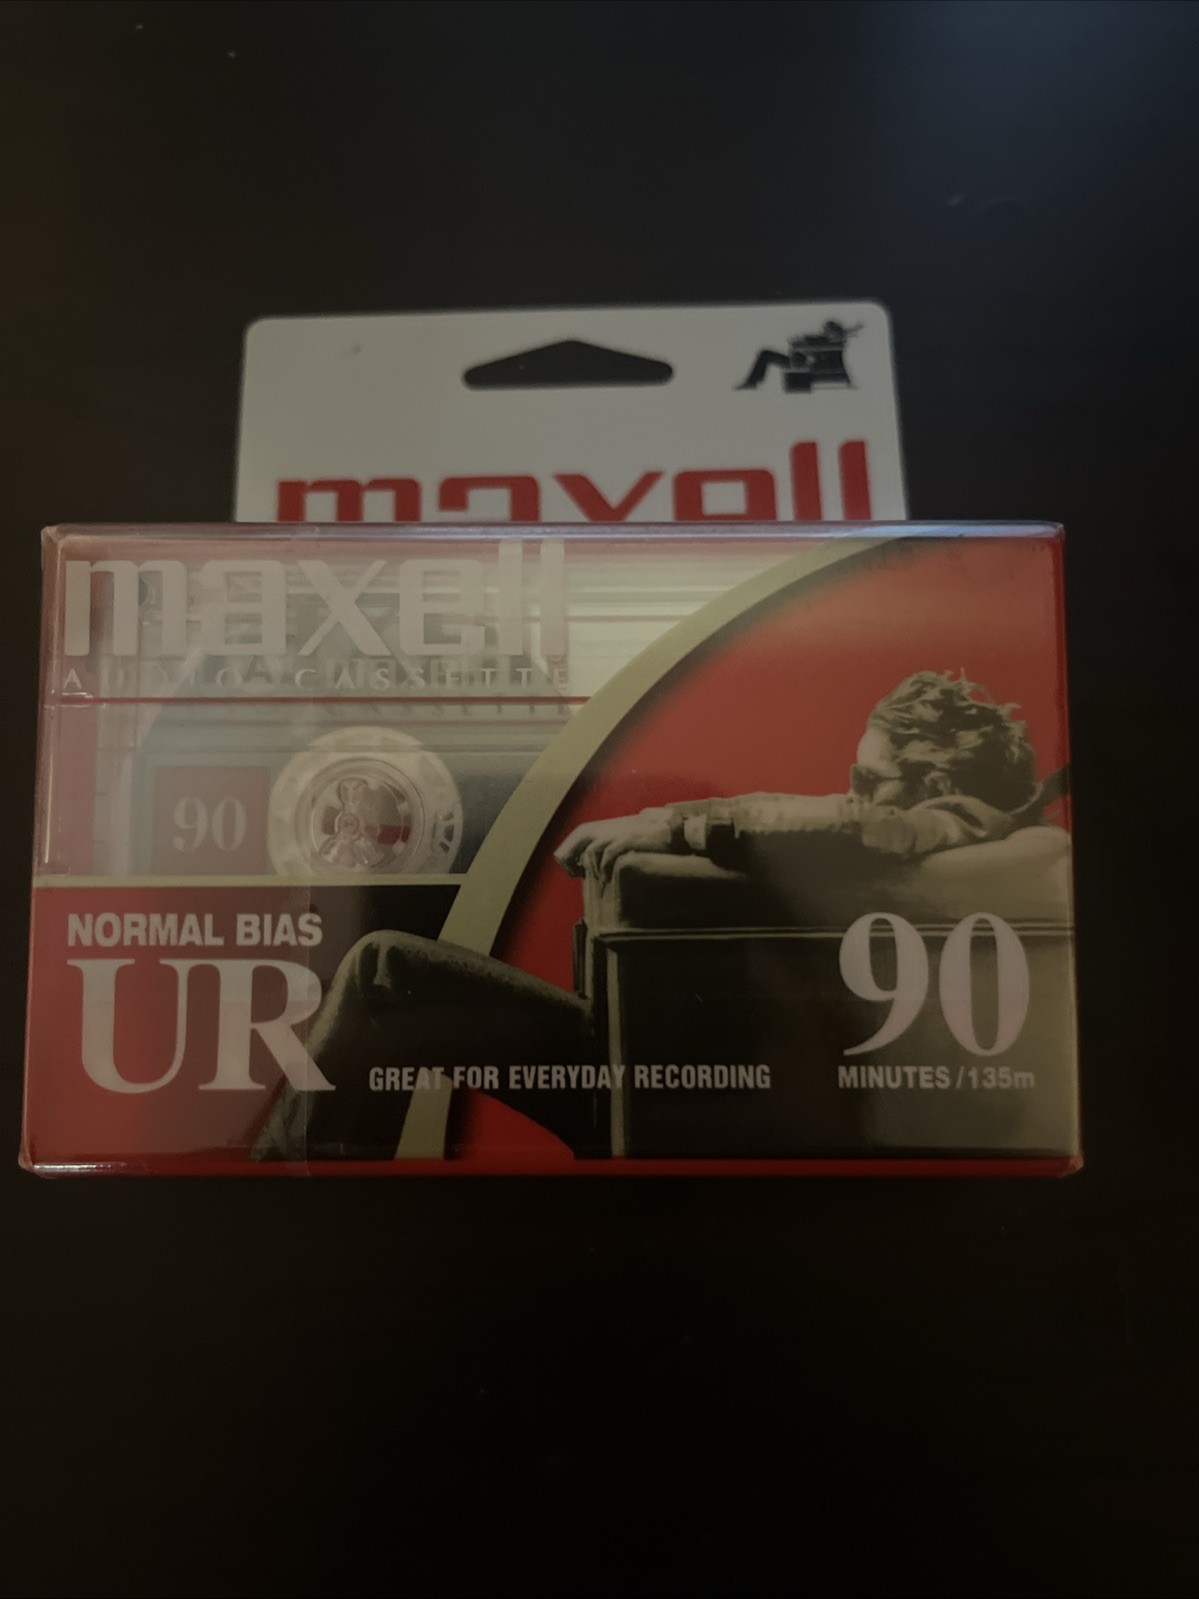 maxell
maxell
AUDIO CASSETTE
90
NORMAL BIAS
UR
GREAT FOR EVERYDAY RECORDING
90
MINUTES/135m